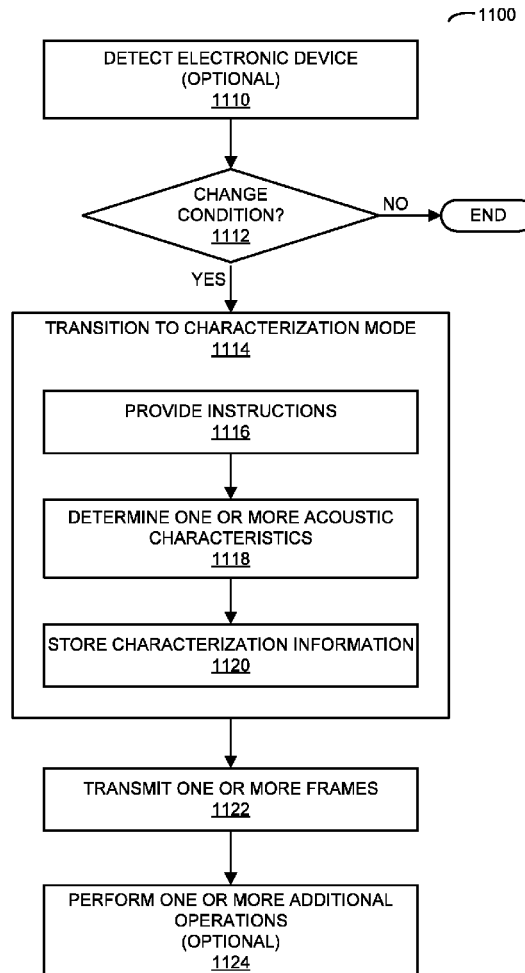 1100
DETECT ELECTRONIC DEVICE
(OPTIONAL)
1110
CHANGE
CONDITION?
1112
NO
END
YES
TRANSITION TO CHARACTERIZATION MODE
1114
PROVIDE INSTRUCTIONS
1116
DETERMINE ONE OR MORE ACOUSTIC
CHARACTERISTICS
1118
STORE CHARACTERIZATION INFORMATION
1120
TRANSMIT ONE OR MORE FRAMES
1122
PERFORM ONE OR MORE ADDITIONAL
OPERATIONS
(OPTIONAL)
1124